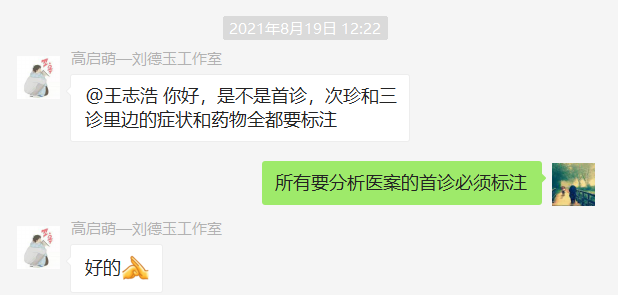 2021年8月19日 12:22
高启萌—刘德玉工作室
@王志浩 你好，是不是首诊，次珍和三
诊里边的症状和药物全都要标注
所有要分析医案的首诊必须标注
高启萌—刘德玉工作室
好的